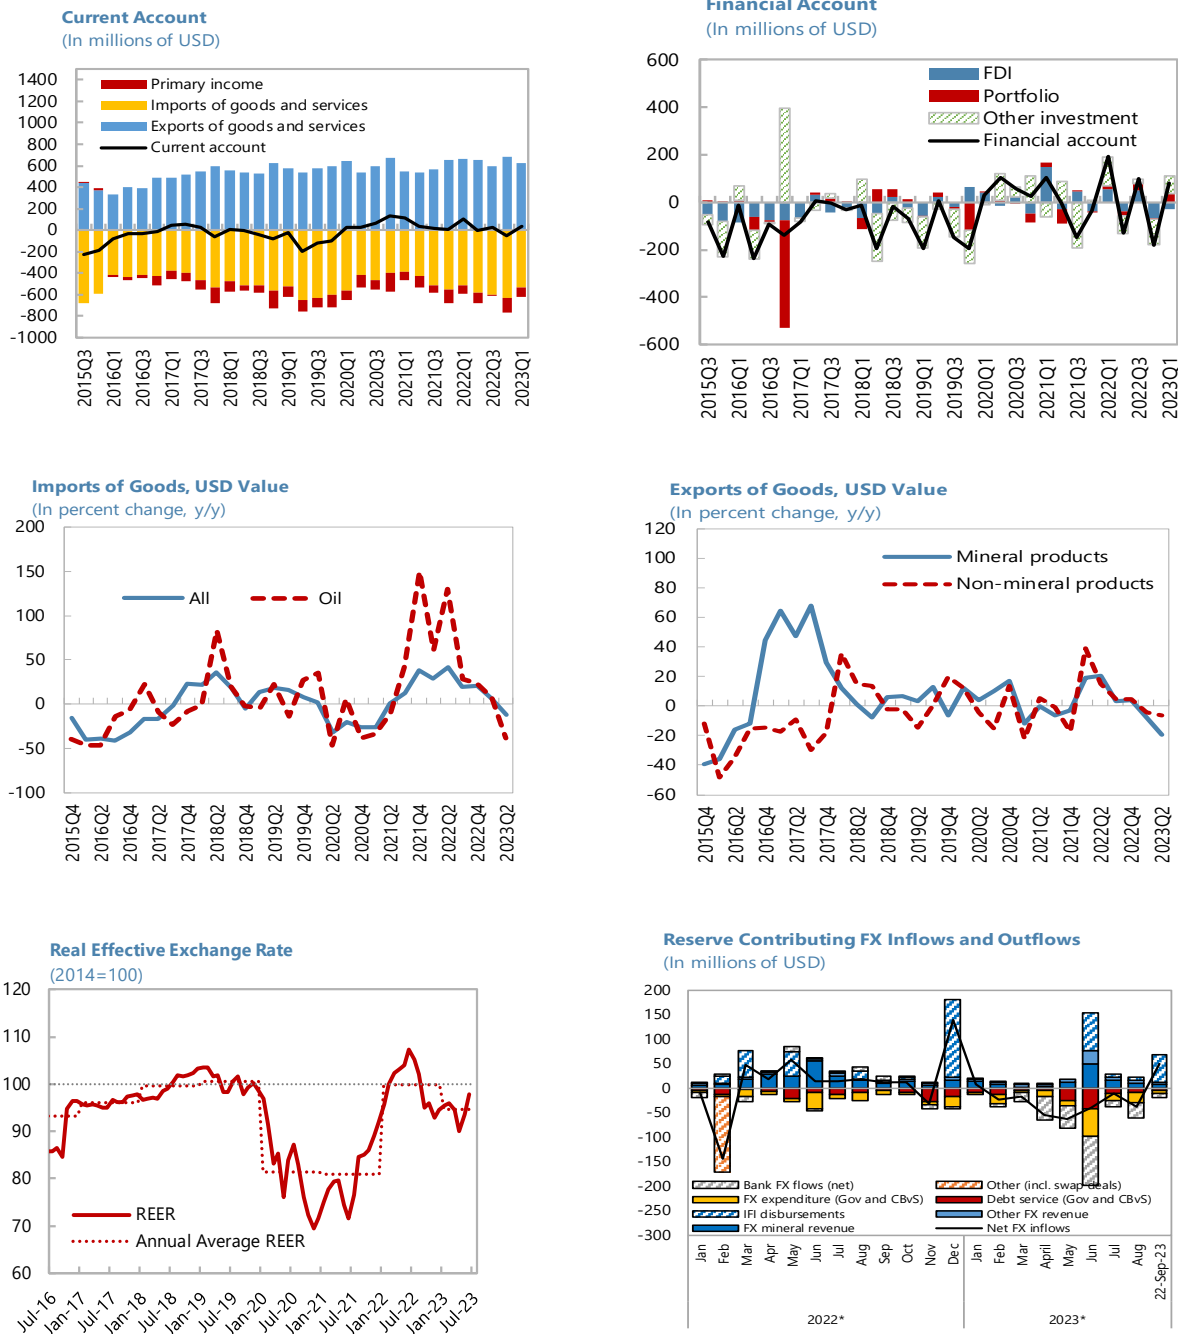 Current Account
(In millions of USD)
1400
1200
1000
800
600
400
200
0
-200
-400
-600
-800
-1000
Primary income
Imports of goods and services
Exports of goods and services
Current account
2015Q3
2016Q1
2016Q3
2017Q1
2017Q3
2018Q1
2018Q3
2019Q1
2019Q3
2020Q1
2020Q3
2021Q1
2021Q3
2022Q1
2022Q3
2023Q1
Financial Account
(In millions of USD)
600
400
200
0
-200
-400
-600
FDI
Portfolio
Other investment
Financial account
2015Q3
2016Q1
2016Q3
2017Q1
2017Q3
2018Q1
2018Q3
2019Q1
2019Q3
2020Q1
2020Q3
2021Q1
2021Q3
2022Q1
2022Q3
2023Q1
Imports of Goods, USD Value
(In percent change, y/y)
200
150
100
50
0
-50
-100
All
Oil
2015Q4
2016Q2
2016Q4
2017Q2
2017Q4
2018Q2
2018Q4
2019Q2
2019Q4
2020Q2
2020Q4
2021Q2
2021Q4
2022Q2
2022Q4
2023Q2
Exports of Goods, USD Value
(In percent change, y/y)
120
100
80
60
40
20
0
-20
-40
-60
Mineral products
Non-mineral products
2015Q4
2016Q2
2016Q4
2017Q2
2017Q4
2018Q2
2018Q4
2019Q2
2019Q4
2020Q2
2020Q4
2021Q2
2021Q4
2022Q2
2022Q4
2023Q2
Real Effective Exchange Rate
(2014=100)
120
110
100
90
80
70
60
REER
Annual Average REER
Jul-16
Jan-17
Jul-17
Jan-18
Jul-18
Jan-19
Jul-19
Jan-20
Jul-20
Jan-21
Jul-21
Jan-22
Jul-22
Jan-23
Jul-23
Reserve Contributing FX Inflows and Outflows
(In millions of USD)
200
150
100
50
0
-50
-100
-150
-200
-300
Bank FX flows (net)
Other (incl. swap deals)
FX expenditure (Gov and CBvS)
Debt service (Gov and CBvS)
IFI disbursements
Other FX revenue
FX mineral revenue
Net FX inflows
Jan
Feb
Mar
Apr
May
Jun
Jul
Aug
Sep
Oct
Nov
Dec
Jan
Feb
Mar
April
May
Jun
Jul
Aug
22-Sep-23
2022*
2023*